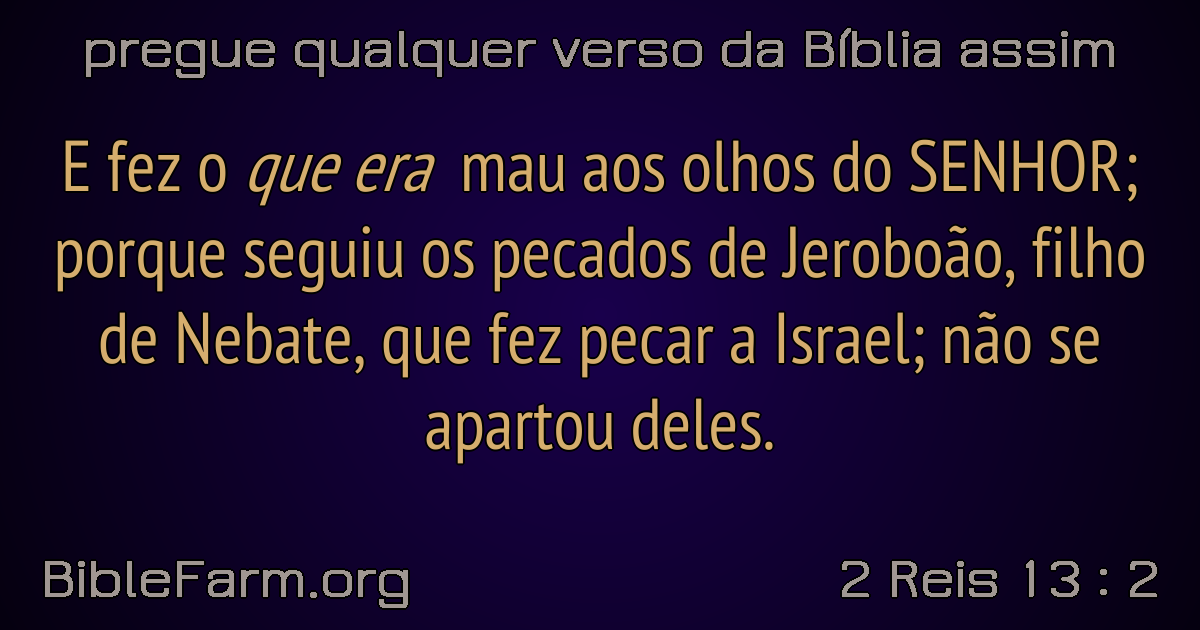 pregue qualquer verso da Bíblia assim
E fez o que era mau aos olhos do SENHOR;
porque seguiu os pecados de Jeroboão, filho
de Nebate, que fez pecar a Israel; não se
apartou deles.
BibleFarm.org
2 Reis 13 : 2